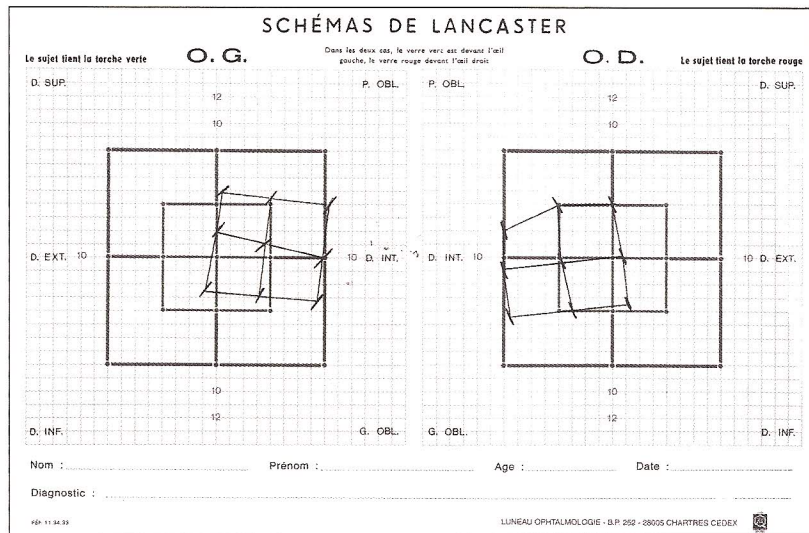 SCHÉMAS DE LANCASTER
Le sujet tient la torche verte
O. G.
Dans les deux cas, le verre vert est devant l'œil
gauche, le verre rouge devant l'œil droit
O. D.
Le sujet tient la torche rouge
D. SUP.
P. OBL.
12
10
D. EXT.
10
10
D. INT.
10
12
D. INF.
G. OBL.
P. OBL.
D. SUP.
12
10
D. INT.
10
10
D. EXT.
10
12
G. OBL.
D. INF.
Nom :
Prénom :
Age :
Date :
Diagnostic :
LUNEAU OPHTALMOLOGIE - B.P. 252 - 28005 CHARTRES CEDEX